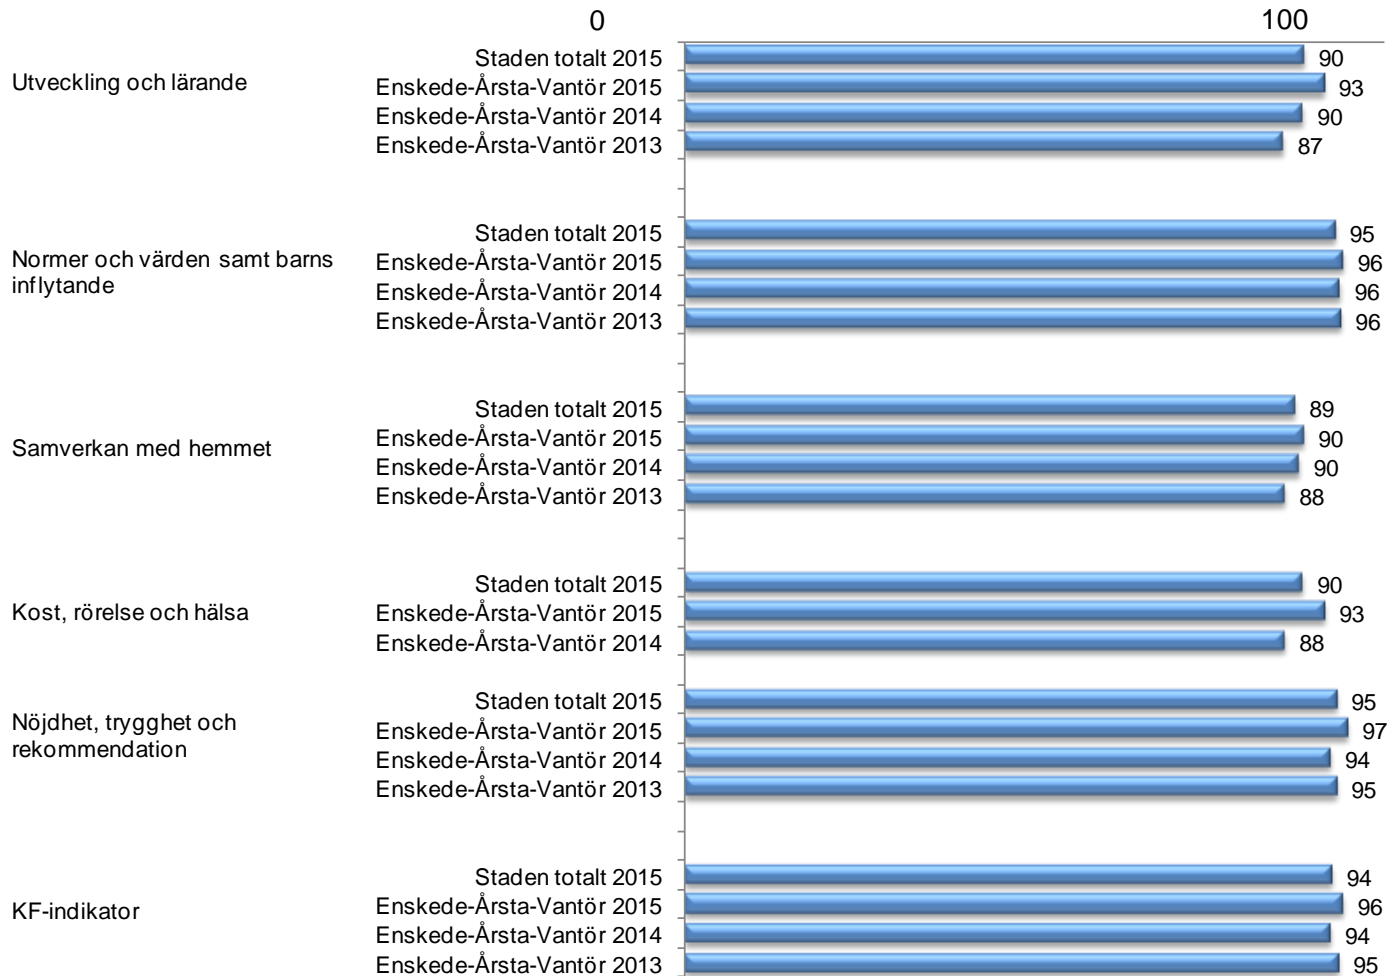 0 100
Utveckling och lärande
Staden totalt 2015 90
Enskede-Årsta-Vantör 2015 93
Enskede-Årsta-Vantör 2014 90
Enskede-Årsta-Vantör 2013 87
Normer och värden samt barns
inflytande
Staden totalt 2015 95
Enskede-Årsta-Vantör 2015 96
Enskede-Årsta-Vantör 2014 96
Enskede-Årsta-Vantör 2013 96
Samverkan med hemmet
Staden totalt 2015 89
Enskede-Årsta-Vantör 2015 90
Enskede-Årsta-Vantör 2014 90
Enskede-Årsta-Vantör 2013 88
Kost, rörelse och hälsa
Staden totalt 2015 90
Enskede-Årsta-Vantör 2015 93
Enskede-Årsta-Vantör 2014 88
Nöjdhet, trygghet och
rekommendation
Staden totalt 2015 95
Enskede-Årsta-Vantör 2015 97
Enskede-Årsta-Vantör 2014 94
Enskede-Årsta-Vantör 2013 95
KF-indikator
Staden totalt 2015 94
Enskede-Årsta-Vantör 2015 96
Enskede-Årsta-Vantör 2014 94
Enskede-Årsta-Vantör 2013 95